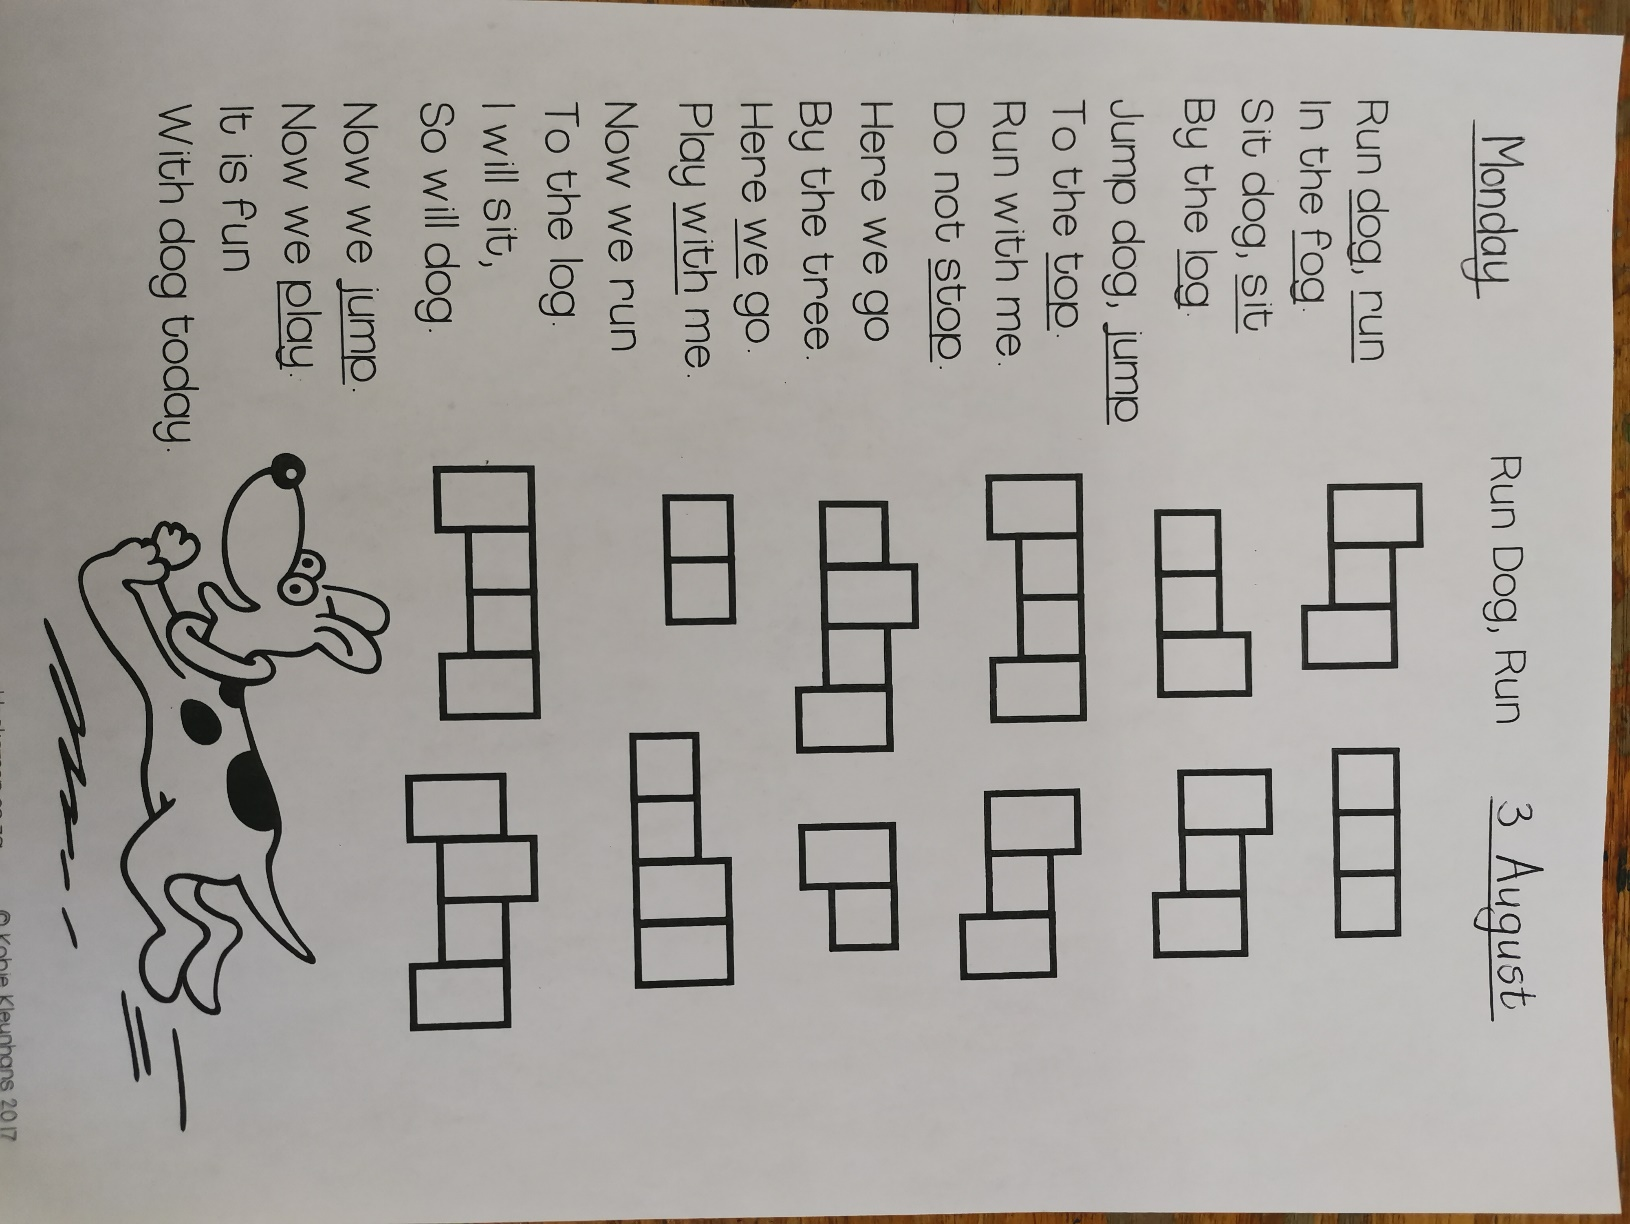 Monday
Run Dog, Run
3 August
Run dog, run
In the fog.
Sit dog, sit
By the log.
Jump dog, jump
To the top.
Run with me.
Do not stop.
Here we go
By the tree.
Here we go.
Play with me.
Now we run
To the log.
I will sit,
So will dog.
Now we jump.
Now we play.
It is fun
With dog today.
© Kobie Kleynhans 2017